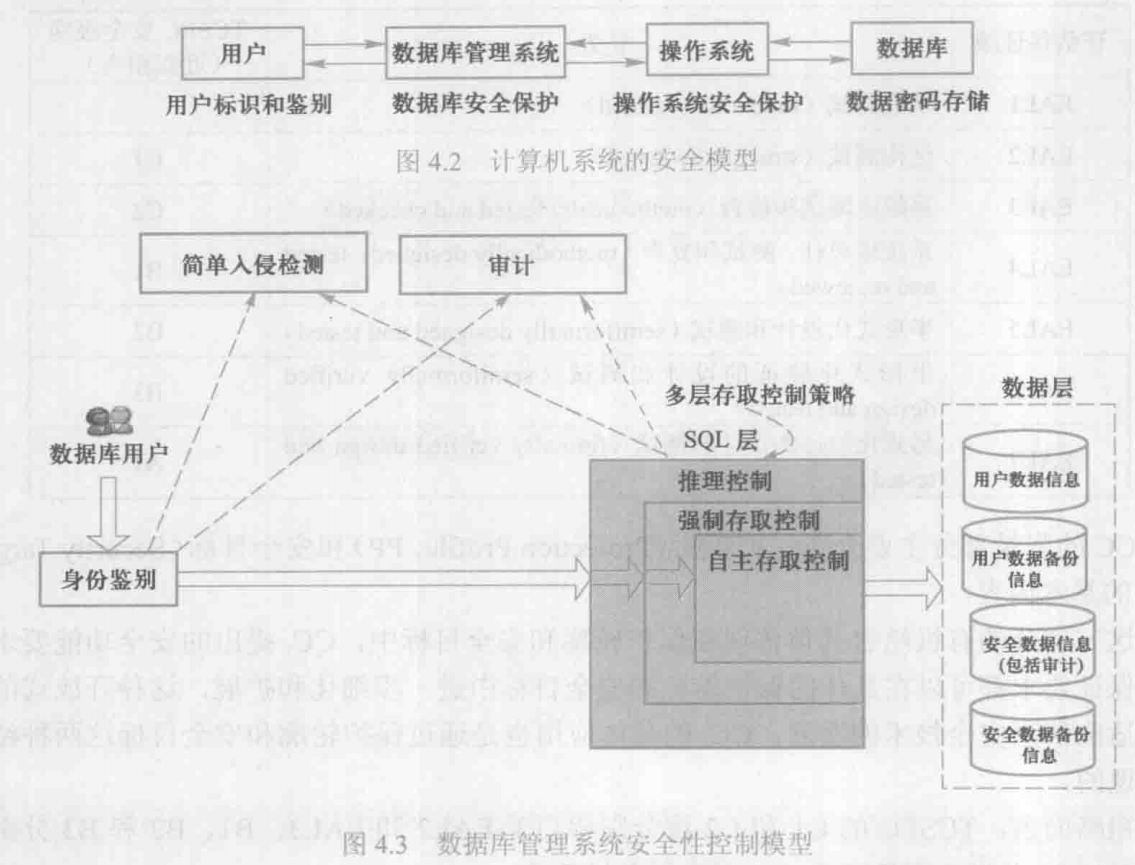 用户
数据库管理系统
操作系统
数据库
用户标识和鉴别
数据库安全保护
操作系统安全保护
数据密码存储
图 4.2 计算机系统的安全模型
简单入侵检测
审计
多层存取控制策略
数据层
数据库用户
SQL 层
推理控制
强制存取控制
自主存取控制
身份鉴别
用户数据信息
用户数据备份
信息
安全数据信息
(包括审计)
安全数据备份
信息
图 4.3 数据库管理系统安全性控制模型